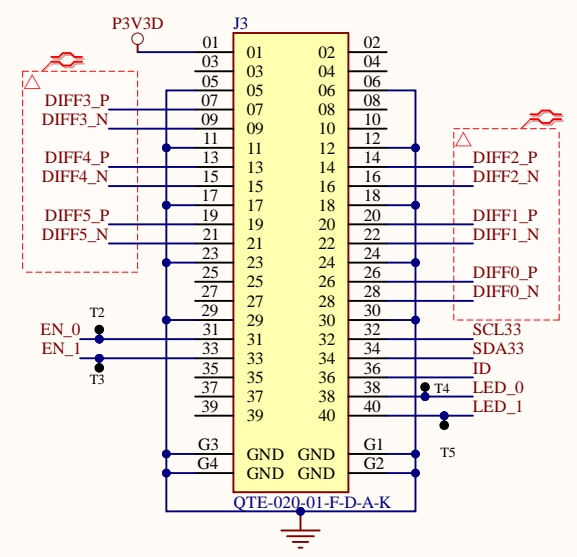 P3V3D
J3
01 01 02 02
03 03 04 04
05 05 06 06
DIFF3_P 07 07 08 08
DIFF3_N 09 09 10 10
11 11 12 12
DIFF4_P 13 13 14 14 DIFF2_P
DIFF4_N 15 15 16 16 DIFF2_N
17 17 18 18
DIFF5_P 19 19 20 20 DIFF1_P
DIFF5_N 21 21 22 22 DIFF1_N
23 23 24 24
25 25 26 26 DIFF0_P
27 27 28 28 DIFF0_N
29 29 30 30
T2
EN_0 31 31 32 32 SCL33
EN_1 33 33 34 34 SDA33
T3
35 35 36 36 ID
37 37 38 38 T4 LED_0
39 39 40 40 LED_1
T5
G3 GND GND G1
G4 GND GND G2
QTE-020-01-F-D-A-K